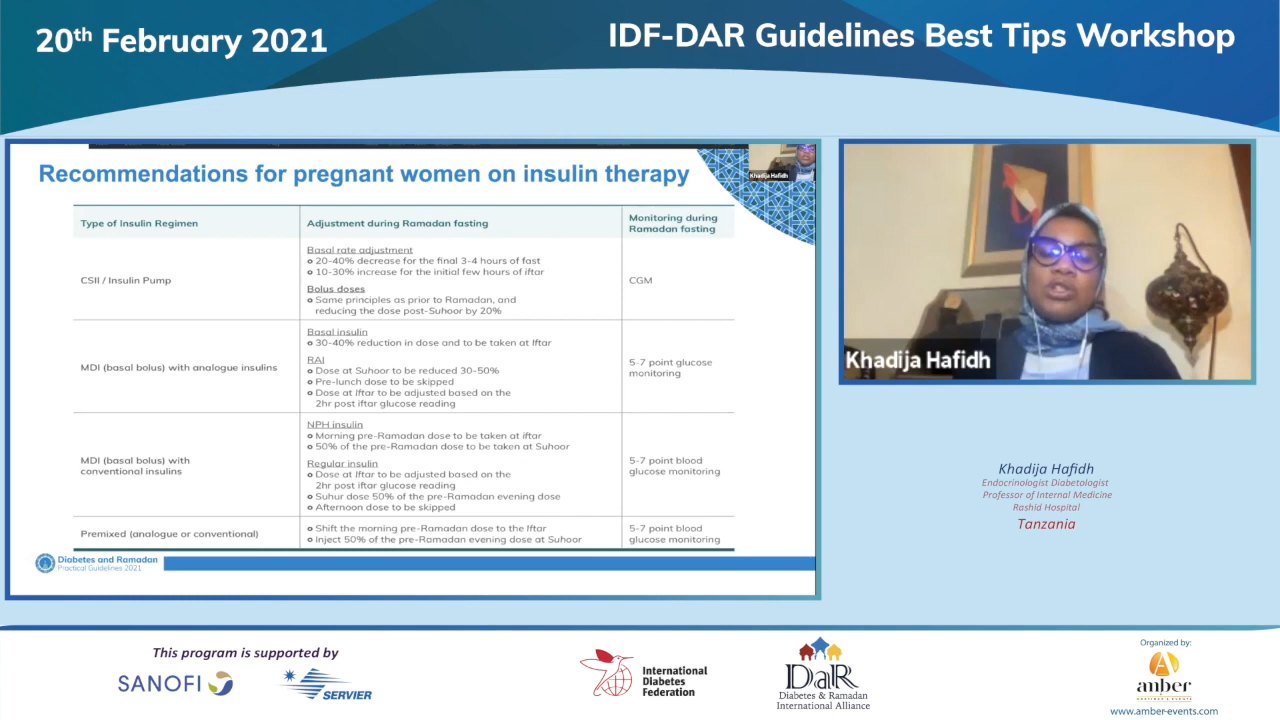 20th February 2021
IDF-DAR Guidelines Best Tips Workshop
Recommendations for pregnant women on insulin therapy
Khadija Hafidh
Type of Insulin Regimen
Adjustment during Ramadan fasting
Monitoring during
Ramadan fasting
CSII / Insulin Pump
Basal rate adjustment
20-40% decrease for the final 3-4 hours of fast
10-30% increase for the initial few hours of iftar
Bolus doses
Same principles as prior to Ramadan, and
reducing the dose post-Suhoor by 20%
CGM
MDI (basal bolus) with analogue insulins
Basal insulin
30-40% reduction in dose and to be taken at Iftar
RAI
Dose at Suhoor to be reduced 30-50%
Pre-lunch dose to be skipped
Dose at Iftar to be adjusted based on the
2hr post iftar glucose reading
5-7 point glucose
monitoring
MDI (basal bolus) with
conventional insulins
NPH insulin
Morning pre-Ramadan dose to be taken at iftar
50% of the pre-Ramadan dose to be taken at Suhoor
Regular insulin
Dose at Iftar to be adjusted based on the
2hr post iftar glucose reading
Suhur dose 50% of the pre-Ramadan evening dose
Afternoon dose to be skipped
5-7 point blood
glucose monitoring
Premixed (analogue or conventional)
Shift the morning pre-Ramadan dose to the Iftar
Inject 50% of the pre-Ramadan evening dose at Suhoor
5-7 point blood
glucose monitoring
Diabetes and Ramadan
Practical Guidelines 2021
Khadija Hafidh
Khadija Hafidh
Endocrinologist Diabetologist
Professor of Internal Medicine
Rashid Hospital
Tanzania
This program is supported by
SANOFI
SERVIER
International
Diabetes
Federation
DaR
Diabetes & Ramadan
International Alliance
Organized by:
anber
www.amber-events.com